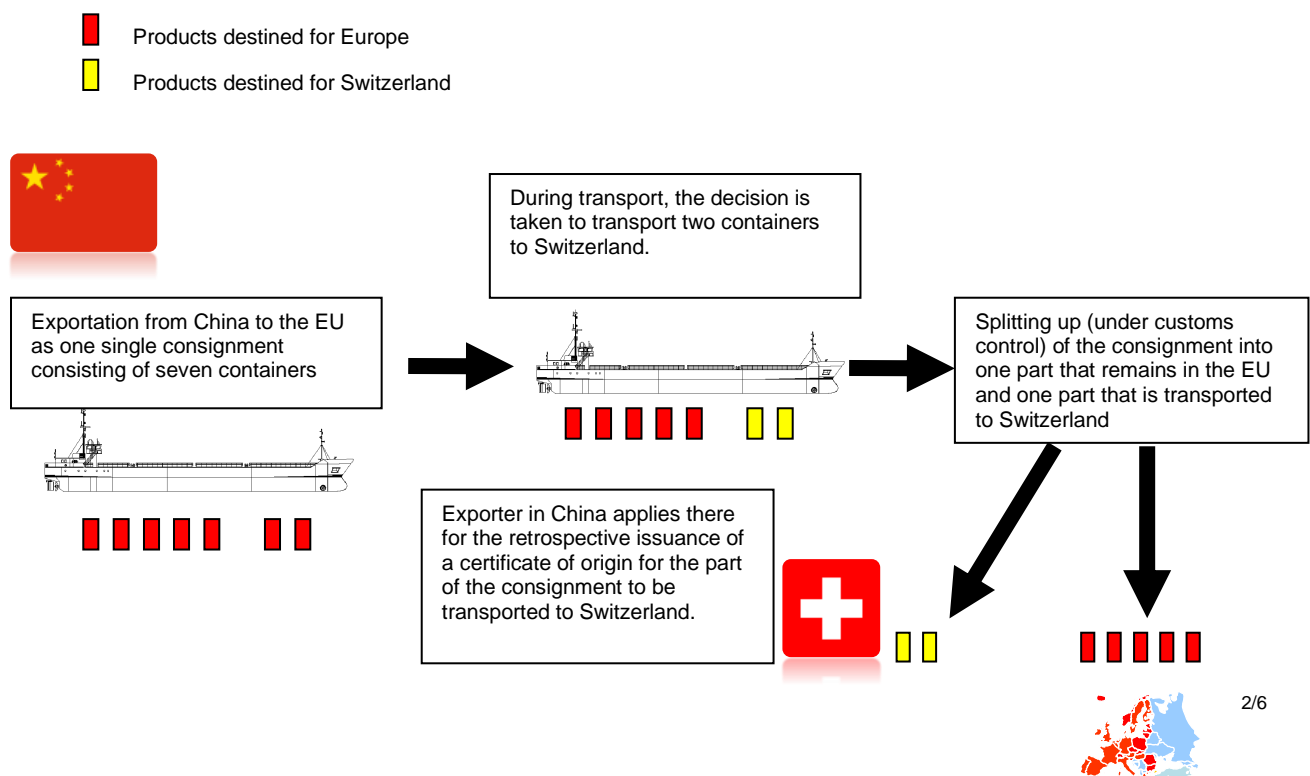 Products destined for Europe
Products destined for Switzerland
During transport, the decision is
taken to transport two containers
to Switzerland.
Exportation from China to the EU
as one single consignment
consisting of seven containers
Splitting up (under customs
control) of the consignment into
one part that remains in the EU
and one part that is transported
to Switzerland
Exporter in China applies there
for the retrospective issuance of
a certificate of origin for the part
of the consignment to be
transported to Switzerland.
2/6